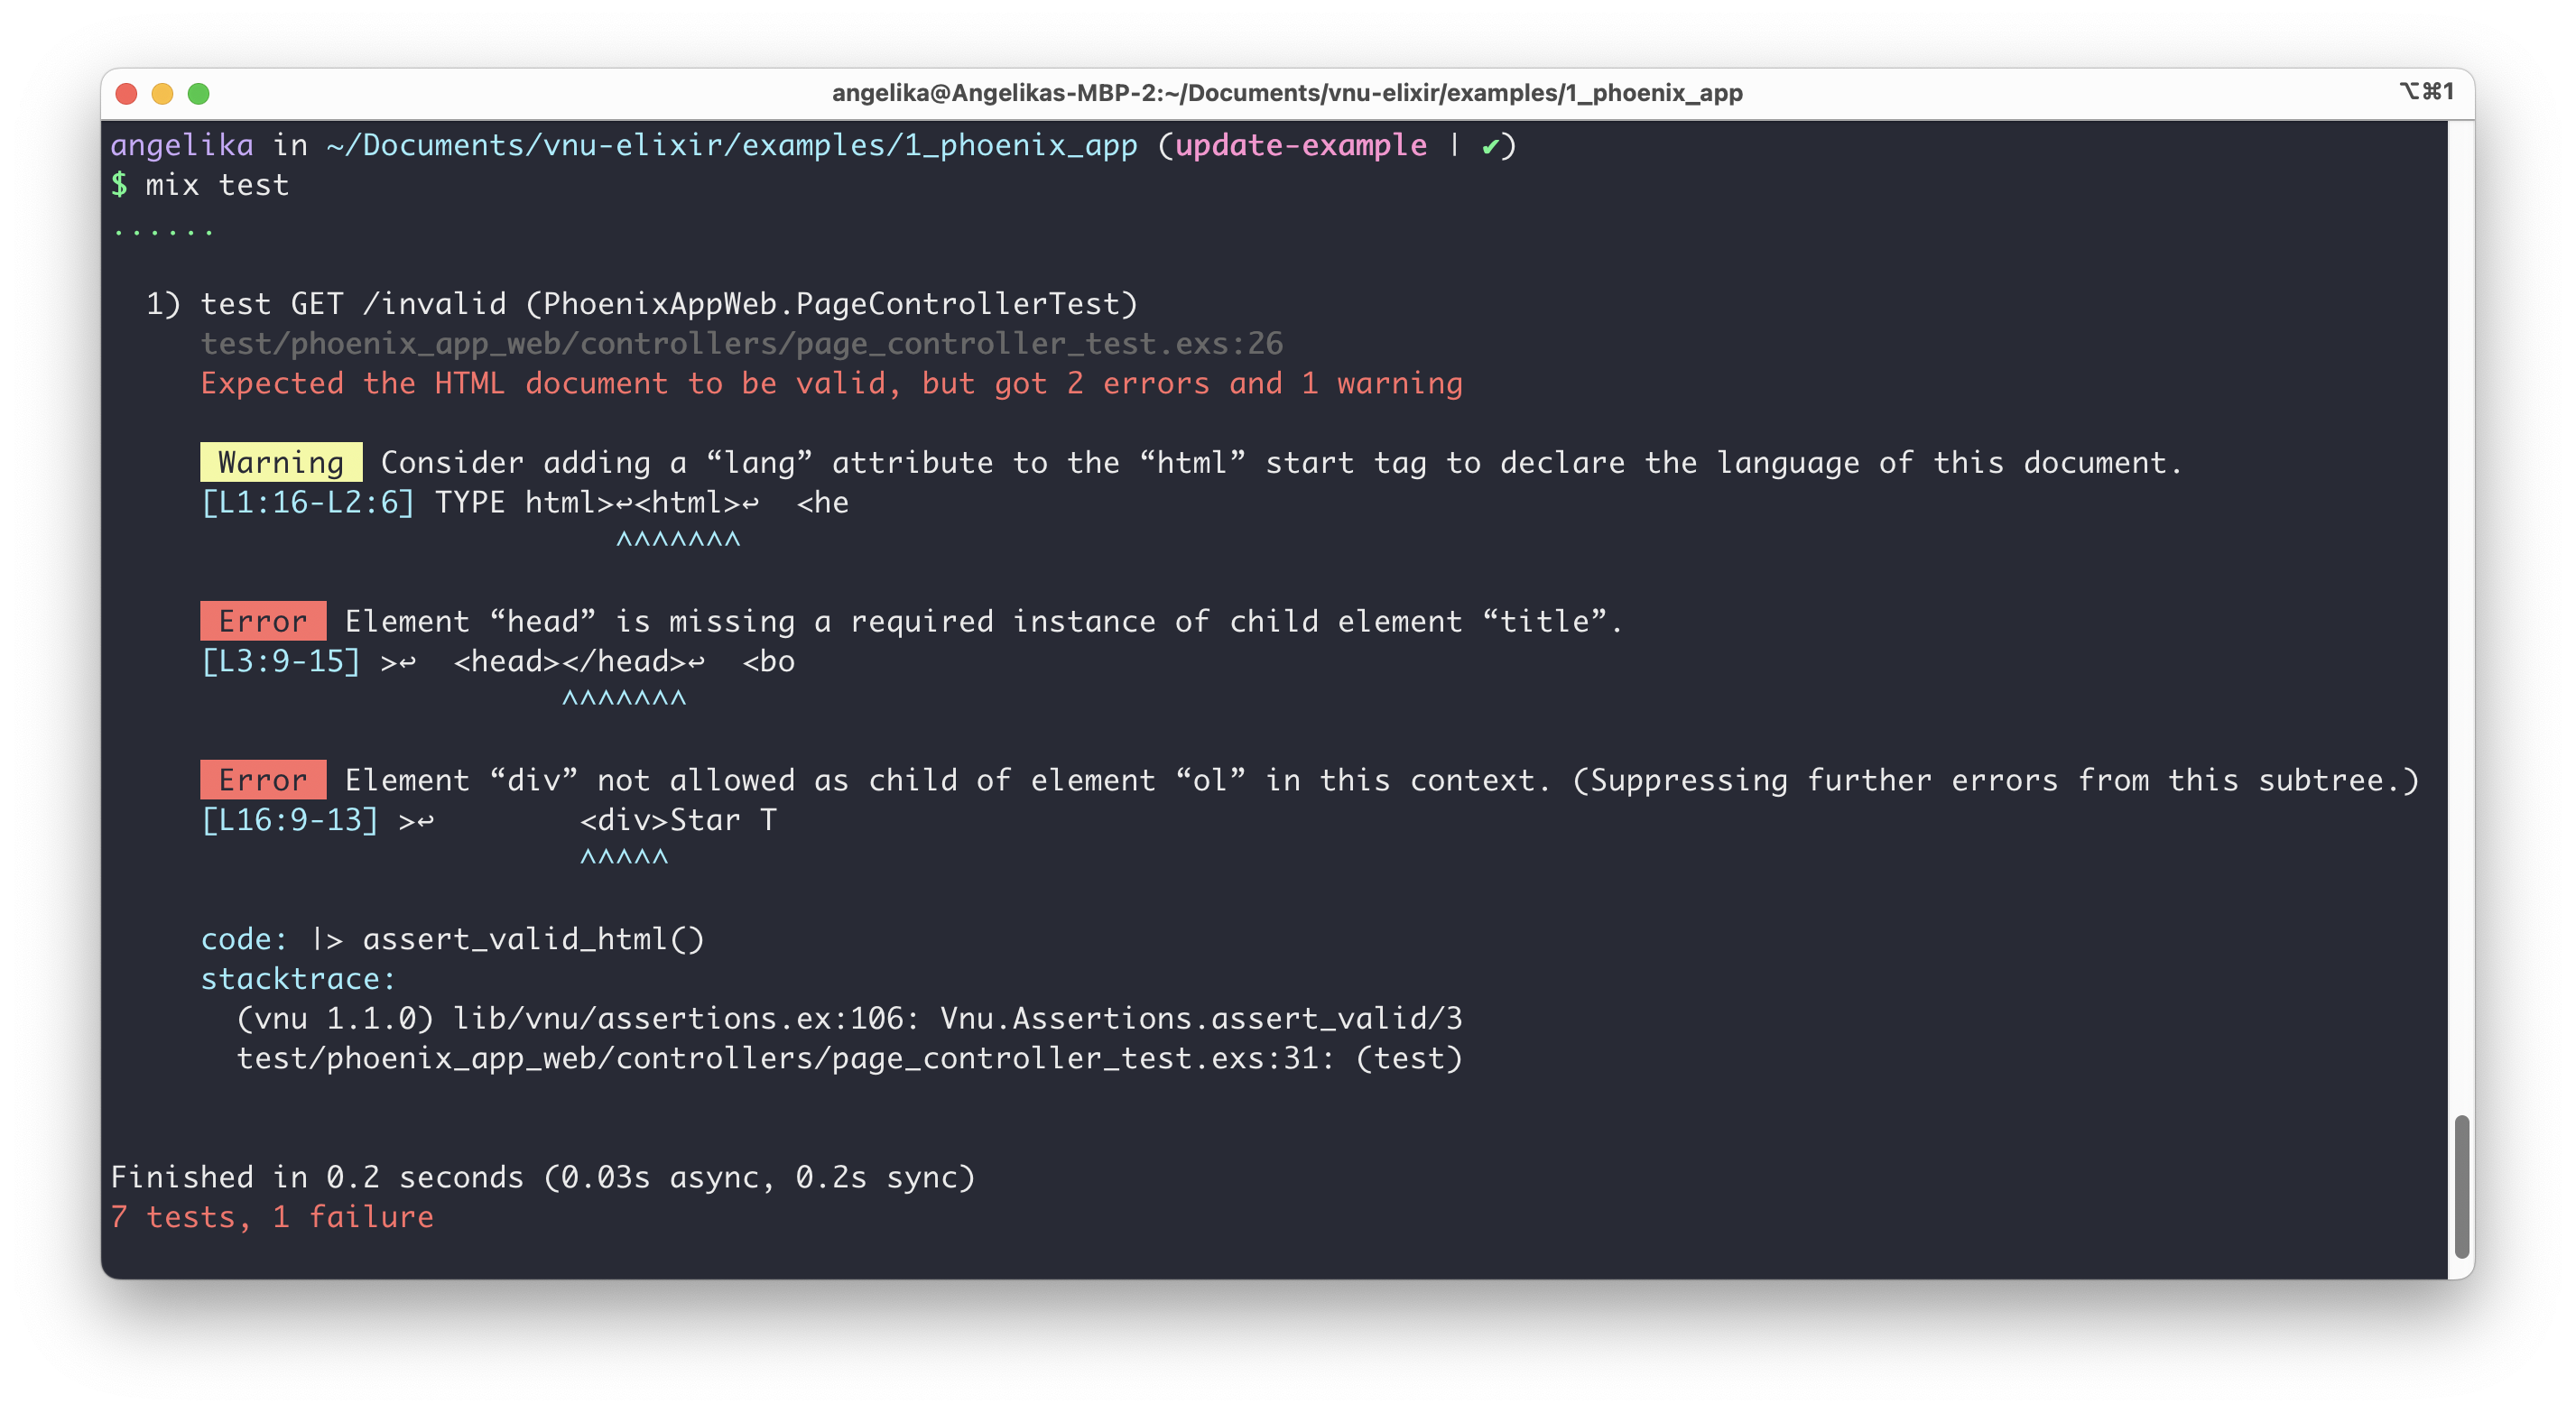 angelika@Angelikas-MBP-2:~/Documents/vnu-elixir/examples/1_phoenix_app ⌥⌘1
angelika in ~/Documents/vnu-elixir/examples/1_phoenix_app (update-example | ✔)
$ mix test
......
1) test GET /invalid (PhoenixAppWeb.PageControllerTest)
test/phoenix_app_web/controllers/page_controller_test.exs:26
Expected the HTML document to be valid, but got 2 errors and 1 warning
Warning Consider adding a “lang” attribute to the “html” start tag to declare the language of this document.
[L1:16-L2:6] TYPE html>↩<html>↩  <he
^^^^^^^
Error Element “head” is missing a required instance of child element “title”.
[L3:9-15] >↩  <head></head>↩  <bo
^^^^^^^
Error Element “div” not allowed as child of element “ol” in this context. (Suppressing further errors from this subtree.)
[L16:9-13] >↩        <div>Star T
^^^^^
code: |> assert_valid_html()
stacktrace:
(vnu 1.1.0) lib/vnu/assertions.ex:106: Vnu.Assertions.assert_valid/3
test/phoenix_app_web/controllers/page_controller_test.exs:31: (test)
Finished in 0.2 seconds (0.03s async, 0.2s sync)
7 tests, 1 failure